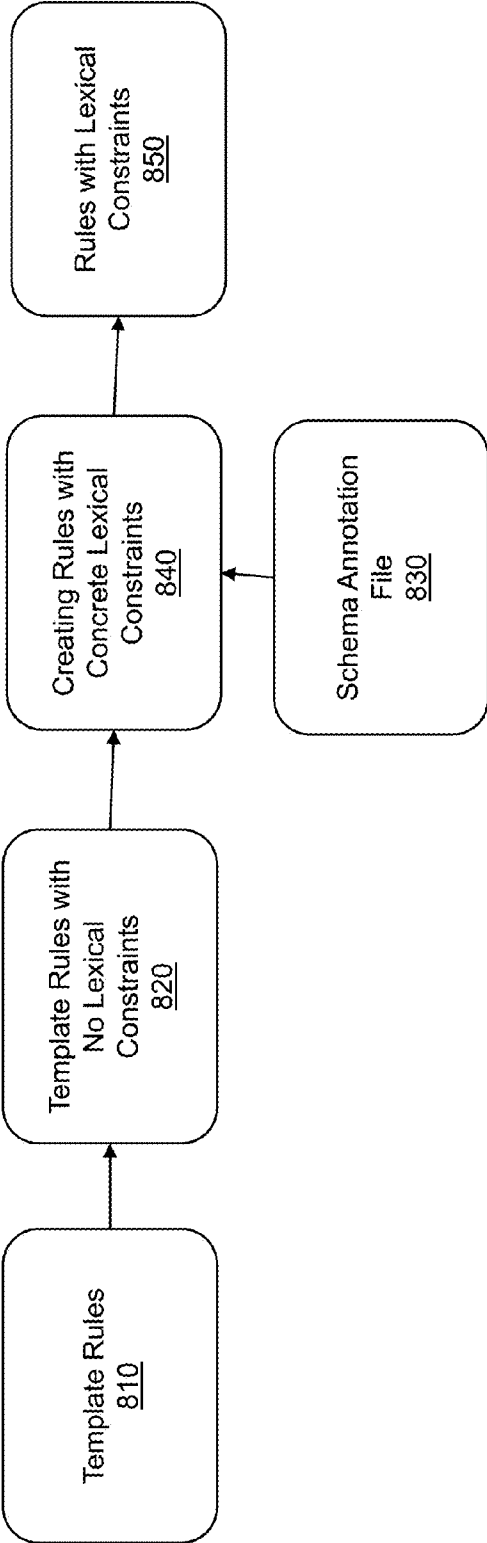 Template Rules
810
Template Rules with
No Lexical
Constraints
820
Creating Rules with
Concrete Lexical
Constraints
840
Schema Annotation
File
830
Rules with Lexical
Constraints
850